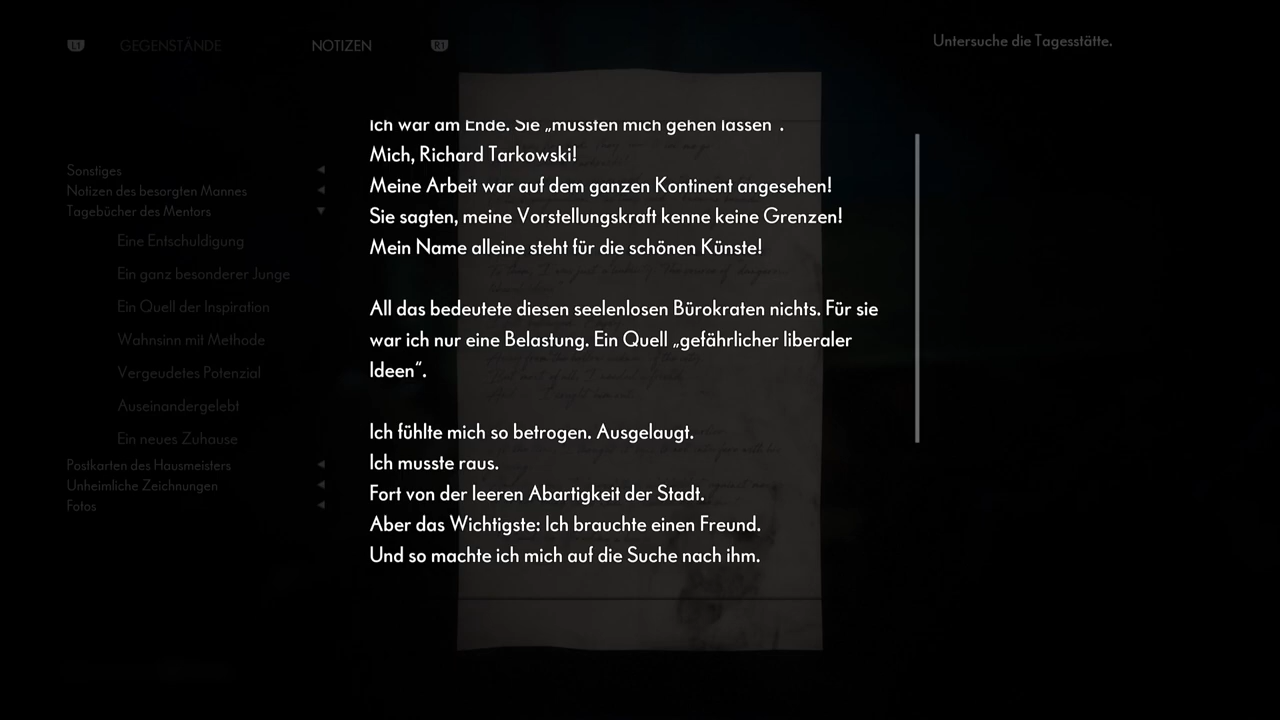 L1
GEGENSTÄNDE
NOTIZEN
R1
Untersuche die Tagesstätte.
Sonstiges
Notizen des besorgten Mannes
Tagebücher des Mentors
Eine Entschuldigung
Ein ganz besonderer Junge
Ein Quell der Inspiration
Wahnsinn mit Methode
Vergeudetes Potenzial
Auseinandergelebt
Ein neues Zuhause
Postkarten des Hausmeisters
Unheimliche Zeichnungen
Fotos
Ich war am Ende. Sie „mussten mich gehen lassen“.
Mich, Richard Tarkowski!
Meine Arbeit war auf dem ganzen Kontinent angesehen!
Sie sagten, meine Vorstellungskraft kenne keine Grenzen!
Mein Name alleine steht für die schönen Künste!
All das bedeutete diesen seelenlosen Bürokraten nichts. Für sie
war ich nur eine Belastung. Ein Quell „gefährlicher liberaler
Ideen“.
Ich fühlte mich so betrogen. Ausgelaugt.
Ich musste raus.
Fort von der leeren Abartigkeit der Stadt.
Aber das Wichtigste: Ich brauchte einen Freund.
Und so machte ich mich auf die Suche nach ihm.